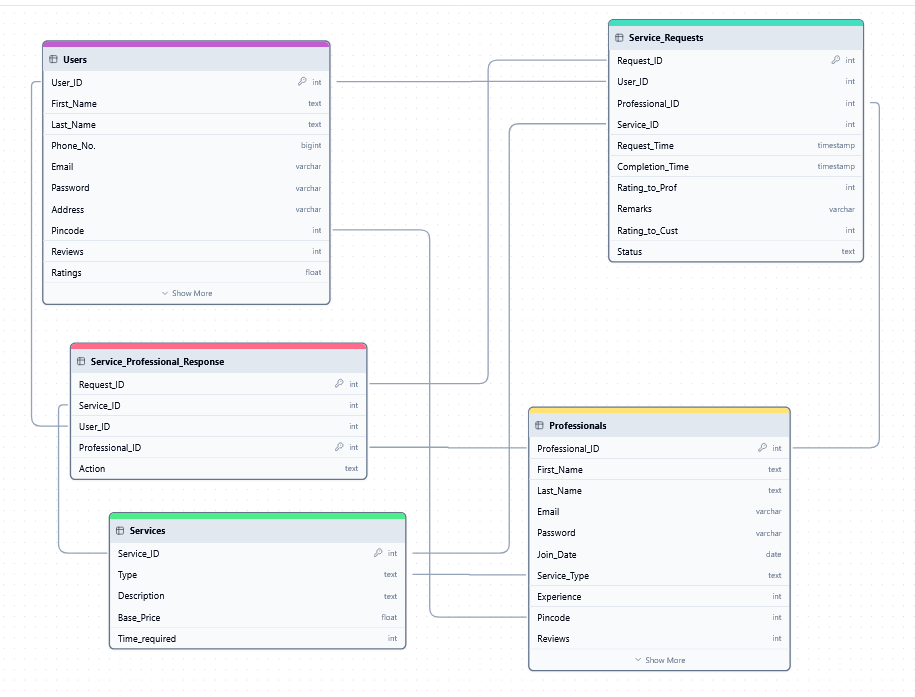 Users
User_ID int
First_Name text
Last_Name text
Phone_No. bigint
Email varchar
Password varchar
Address varchar
Pincode int
Reviews int
Ratings float
Show More
Service_Requests
Request_ID int
User_ID int
Professional_ID int
Service_ID int
Request_Time timestamp
Completion_Time timestamp
Rating_to_Prof int
Remarks varchar
Rating_to_Cust int
Status text
Service_Professional_Response
Request_ID int
Service_ID int
User_ID int
Professional_ID int
Action text
Professionals
Professional_ID int
First_Name text
Last_Name text
Email varchar
Password varchar
Join_Date date
Service_Type text
Experience int
Pincode int
Reviews int
Show More
Services
Service_ID int
Type text
Description text
Base_Price float
Time_required int